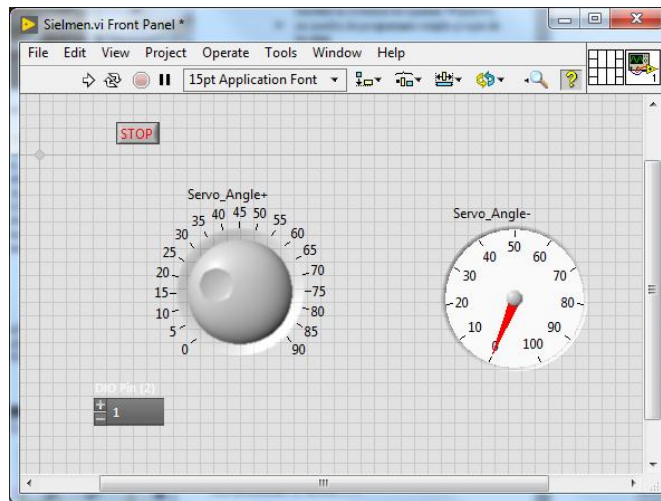 Sielmen.vi Front Panel *
File Edit View Project Operate Tools Window Help
15pt Application Font
1
STOP
Servo_Angle+
0 5 10 15 20 25 30 35 40 45 50 55 60 65 70 75 80 85 90
Servo_Angle-
0 10 20 30 40 50 60 70 80 90 100
DIO Pin (2)
1